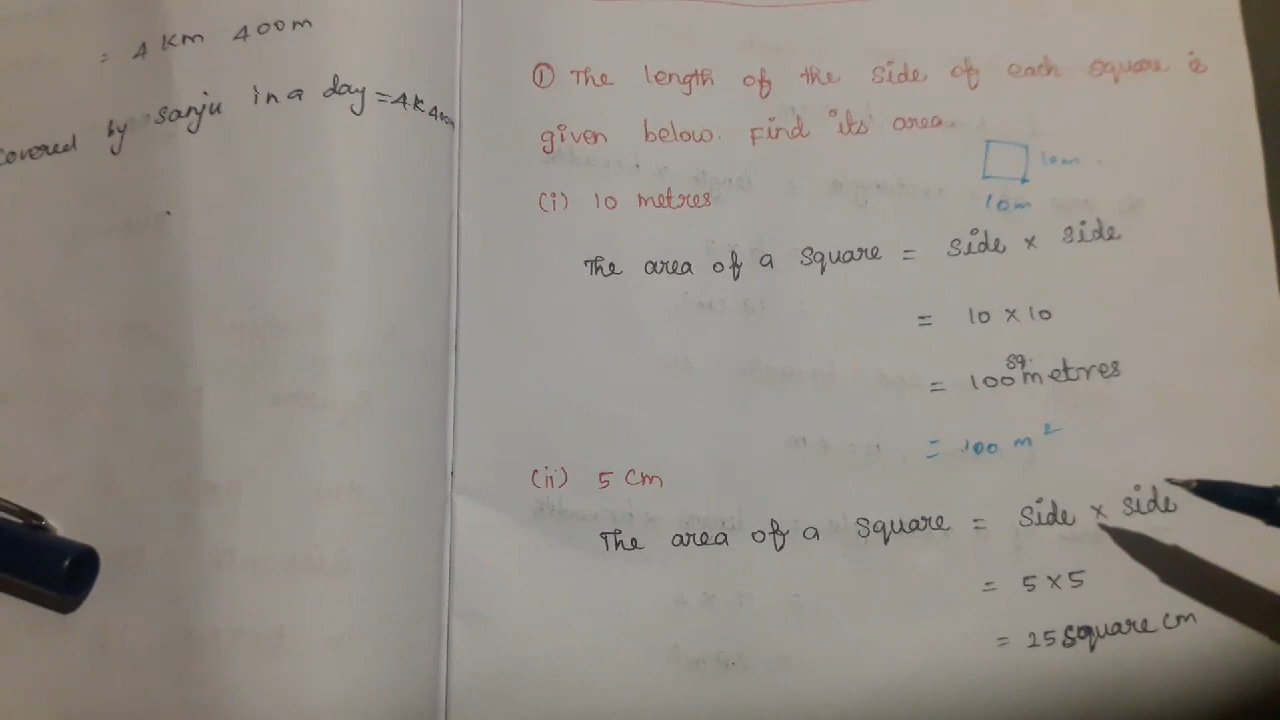 = 4 Km 400m
covered by sanju in a day = 4K400m
① The length of the side of each square is
given below. Find its area.
10m
10m
(i) 10 metres
The area of a square = side × side
= 10 × 10
= 100 sq. metres
= 100 m²
(ii) 5 cm
The area of a square = side × side
= 5 × 5
= 25 square cm